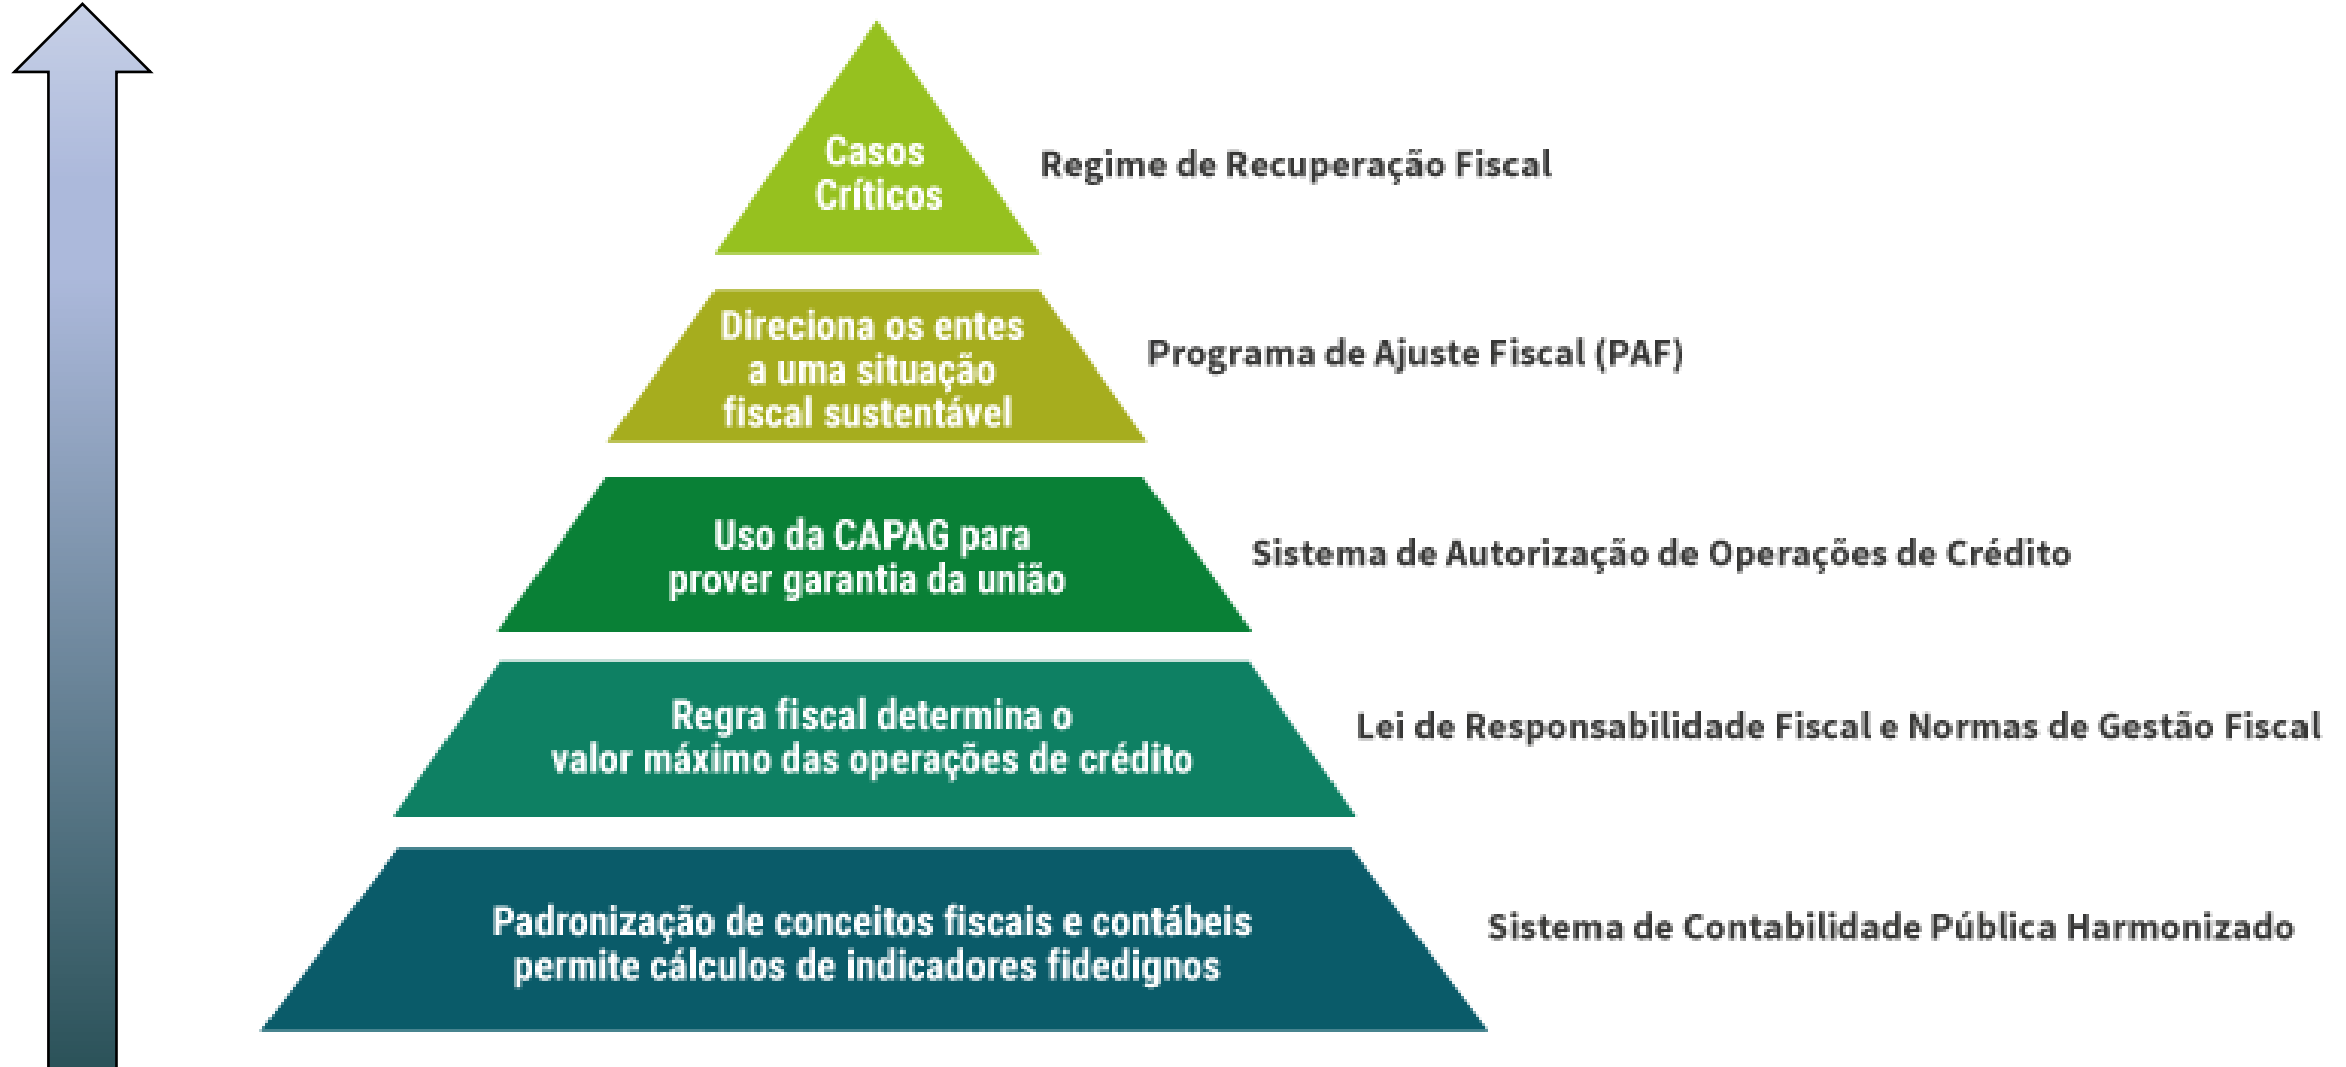 Casos
Críticos
Regime de Recuperação Fiscal
Direciona os entes
a uma situação
fiscal sustentável
Programa de Ajuste Fiscal (PAF)
Uso da CAPAG para
prover garantia da união
Sistema de Autorização de Operações de Crédito
Regra fiscal determina o
valor máximo das operações de crédito
Lei de Responsabilidade Fiscal e Normas de Gestão Fiscal
Padronização de conceitos fiscais e contábeis
permite cálculos de indicadores fidedignos
Sistema de Contabilidade Pública Harmonizado